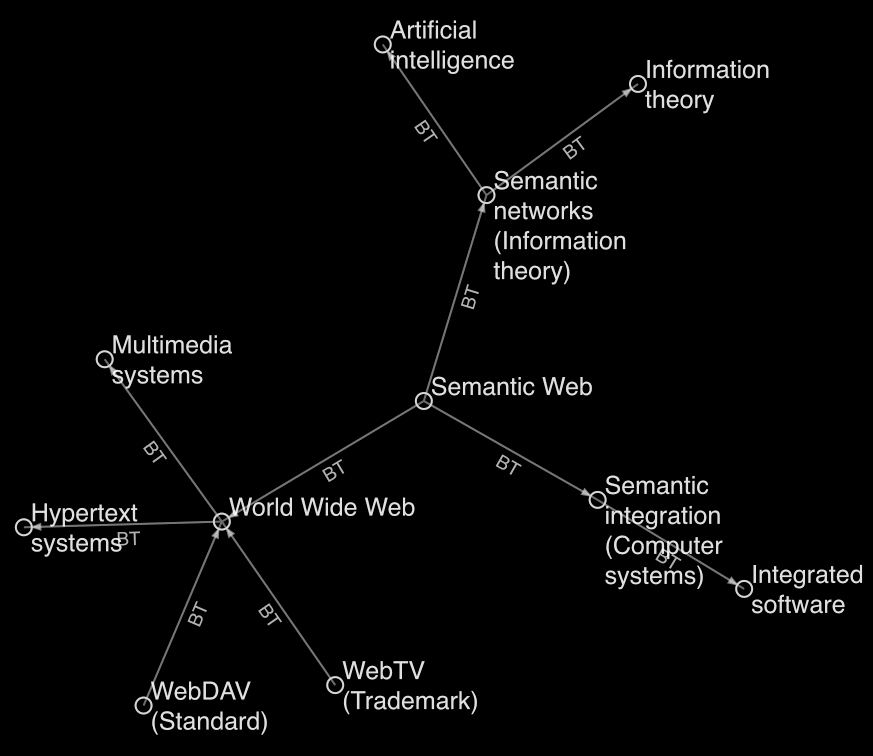 Artificial
intelligence
Information
theory
BT
BT
Semantic
networks
(Information
theory)
BT
Multimedia
systems
Semantic Web
BT
BT
BT
Semantic
integration
(Computer
systems)
World Wide Web
Hypertext
systems
BT
BT
Integrated
software
BT
BT
WebTV
(Trademark)
WebDAV
(Standard)